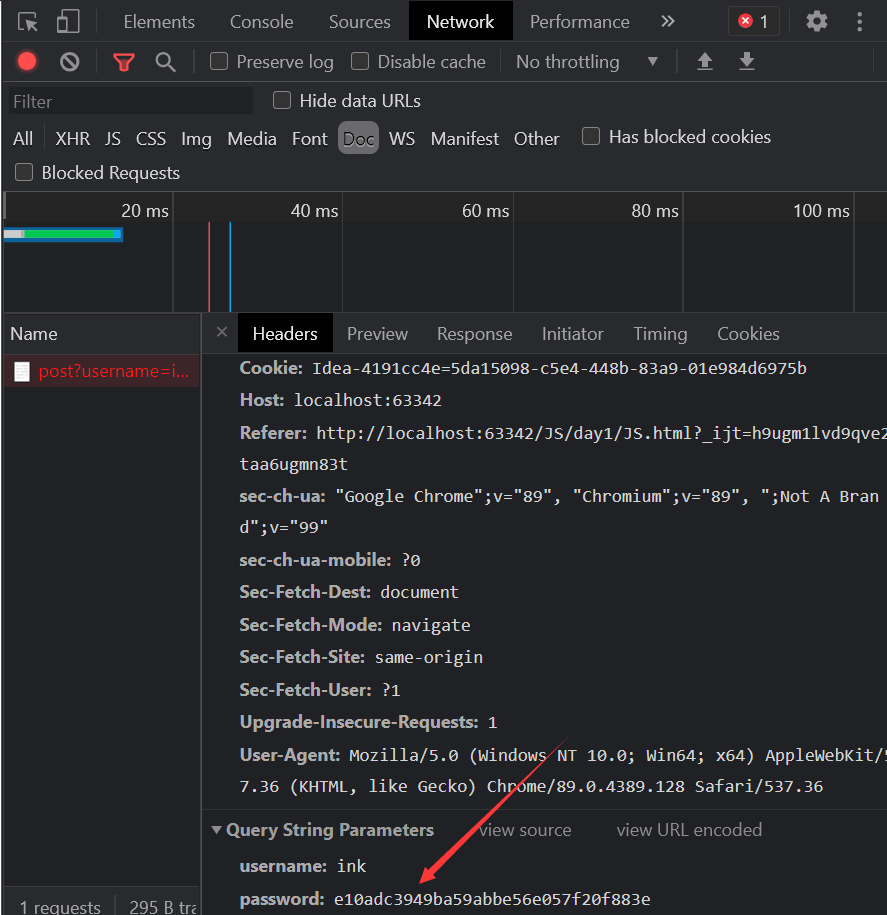 Elements Console Sources Network Performance » 1
Preserve log Disable cache No throttling ▼
Filter Hide data URLs
All XHR JS CSS Img Media Font Doc WS Manifest Other Has blocked cookies
Blocked Requests
20 ms 40 ms 60 ms 80 ms 100 ms
Name × Headers Preview Response Initiator Timing Cookies
post?username=i...
Cookie: Idea-4191cc4e=5da15098-c5e4-448b-83a9-01e984d6975b
Host: localhost:63342
Referer: http://localhost:63342/JS/day1/JS.html?_ijt=h9ugm1lvd9qve2
taa6ugmn83t
sec-ch-ua: "Google Chrome";v="89", "Chromium";v="89", ";Not A Bran
d";v="99"
sec-ch-ua-mobile: ?0
Sec-Fetch-Dest: document
Sec-Fetch-Mode: navigate
Sec-Fetch-Site: same-origin
Sec-Fetch-User: ?1
Upgrade-Insecure-Requests: 1
User-Agent: Mozilla/5.0 (Windows NT 10.0; Win64; x64) AppleWebKit/5
7.36 (KHTML, like Gecko) Chrome/89.0.4389.128 Safari/537.36
▼ Query String Parameters view source view URL encoded
username: ink
password: e10adc3949ba59abbe56e057f20f883e
1 requests 295 B tra